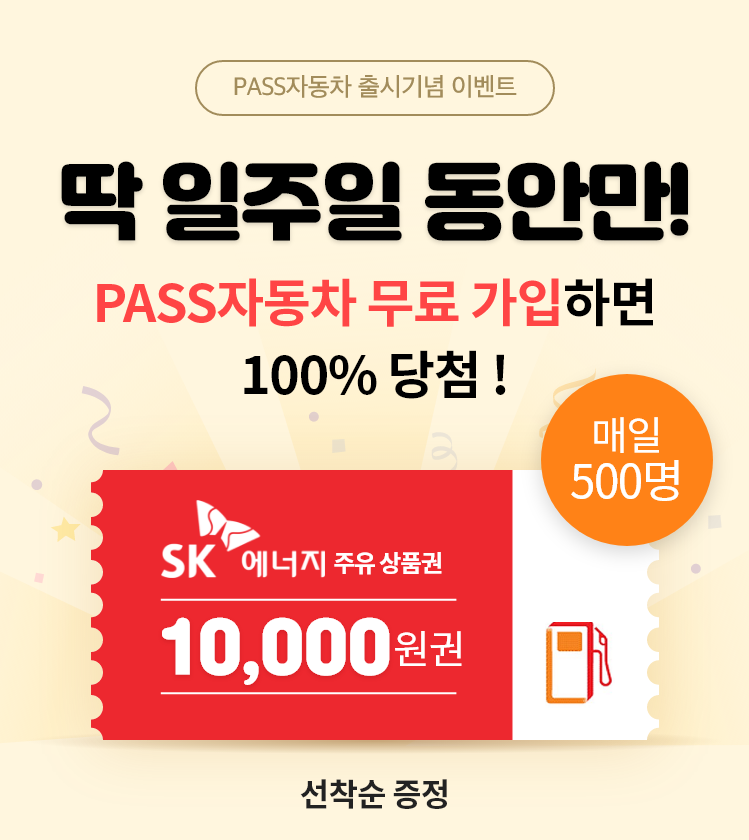 PASS자동차 출시기념 이벤트
딱 일주일 동안만!
PASS자동차 무료 가입하면
100% 당첨 !
매일
500명
SK 에너지 주유 상품권
10,000원권
선착순 증정